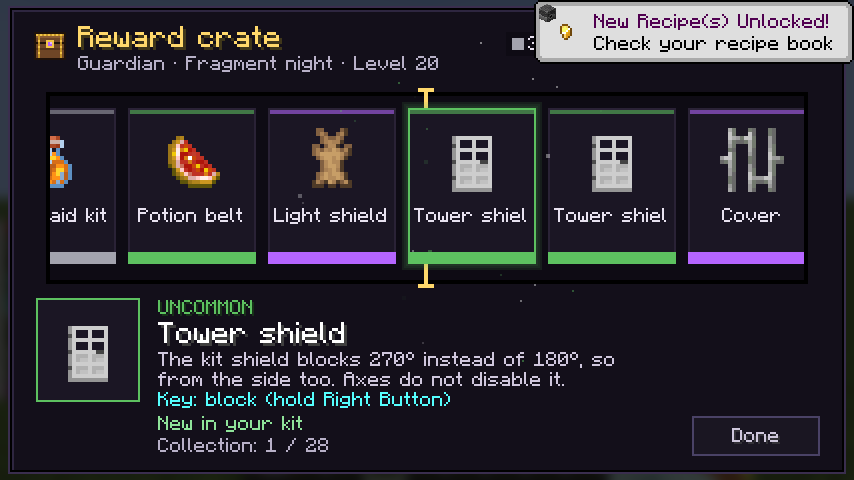 Reward crate
Guardian · Fragment night · Level 20
New Recipe(s) Unlocked!
Check your recipe book
aid kit
Potion belt
Light shield
Tower shiel
Tower shiel
Cover
UNCOMMON
Tower shield
The kit shield blocks 270° instead of 180°, so
from the side too. Axes do not disable it.
Key: block (hold Right Button)
New in your kit
Collection: 1 / 28
Done